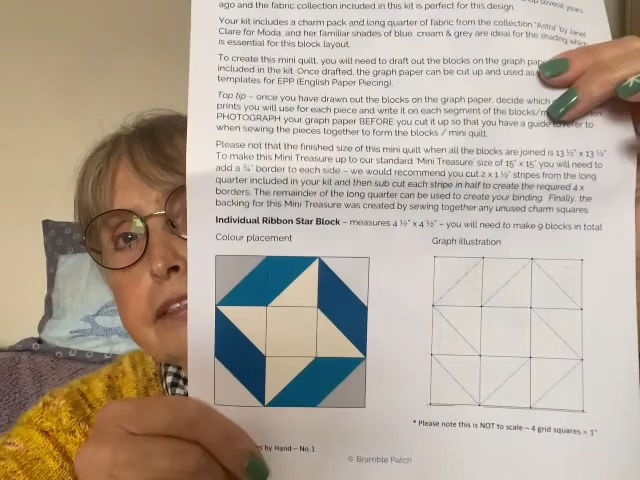 several years
ago and the fabric collection included in this kit is perfect for this design
Your kit includes a charm pack and long quarter of fabric from the collection "Astra" by Janet
Clare for Moda, and her familiar shades of blue, cream & grey are ideal for the shading which
is essential for this block layout.
To create this mini quilt, you will need to draft out the blocks on the graph
included in the kit. Once drafted, the graph paper can be cut up and used as
templates for EPP (English Paper Piecing).
Top tip – once you have drawn out the blocks on the graph paper, decide which
prints you will use for each piece and write it on each segment of the
PHOTOGRAPH your graph paper BEFORE you cut it up so that you have a guide to refer to
when sewing the pieces together to form the blocks / mini quilt.
Please not that the finished size of this mini quilt when all the blocks are joined is 13 ½" x 13 ½"
To make this Mini Treasure up to our standard 'Mini Treasure' size of 15" x 15" you will need to
add a ¾" border to each side – we would recommend you cut 2 x 1 ½" stripes from the long
quarter included in your kit and then sub cut each stripe in half to create the required 4 x
borders. The remainder of the long quarter can be used to create your binding. Finally, the
backing for this Mini Treasure was created by sewing together any unused charm squares.
Individual Ribbon Star Block – measures 4 ½" x 4 ½" – you will need to make 9 blocks in total
Colour placement
Graph illustration
* Please note this is NOT to scale – 4 grid squares = 1"
by Hand – No.1
© Bramble Patch